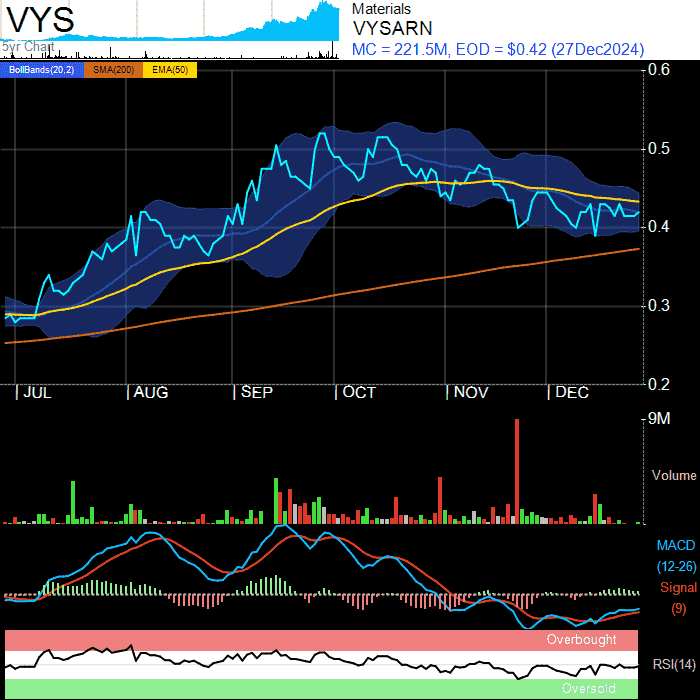 VYS
5yr Chart
Materials
VYSARN
MC = 221.5M, EOD = $0.42 (27Dec2024)
BollBands(20,2) SMA(200) EMA(50)
0.6
0.5
0.4
0.3
0.2
JUL AUG SEP OCT NOV DEC
9M
Volume
MACD
(12-26)
Signal
(9)
Overbought
RSI(14)
Oversold